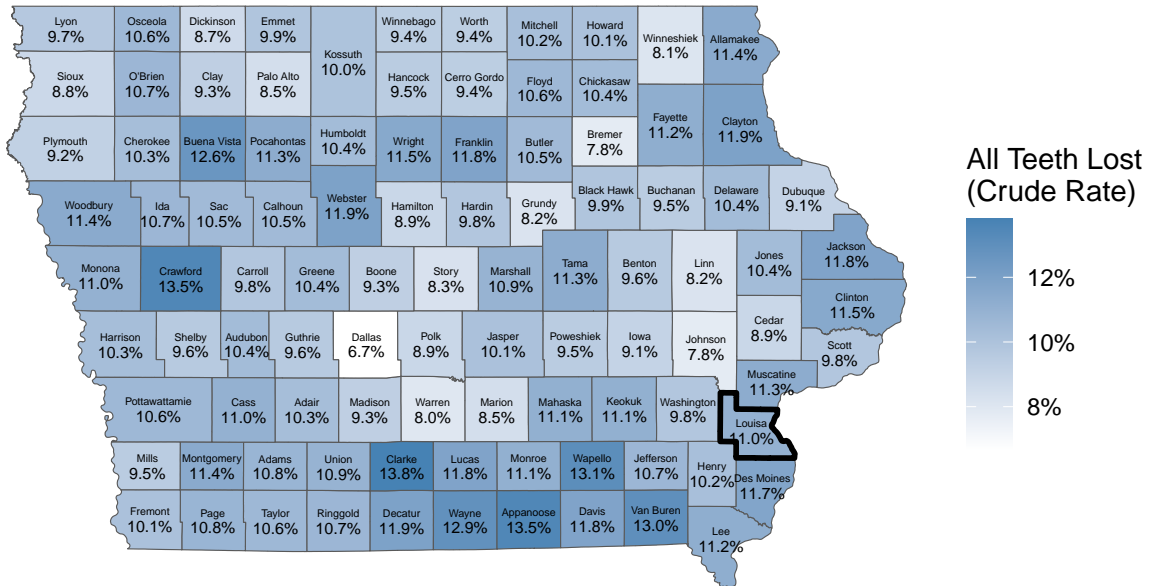 Lyon
9.7%
Osceola
10.6%
Dickinson
8.7%
Emmet
9.9%
Winnebago
9.4%
Worth
9.4%
Mitchell
10.2%
Howard
10.1%
Winneshiek
8.1%
Allamakee
11.4%
Kossuth
10.0%
Sioux
8.8%
O'Brien
10.7%
Clay
9.3%
Palo Alto
8.5%
Hancock
9.5%
Cerro Gordo
9.4%
Floyd
10.6%
Chickasaw
10.4%
Fayette
11.2%
Clayton
11.9%
Plymouth
9.2%
Cherokee
10.3%
Buena Vista
12.6%
Pocahontas
11.3%
Humboldt
10.4%
Wright
11.5%
Franklin
11.8%
Butler
10.5%
Bremer
7.8%
Woodbury
11.4%
Ida
10.7%
Sac
10.5%
Calhoun
10.5%
Webster
11.9%
Hamilton
8.9%
Hardin
9.8%
Grundy
8.2%
Black Hawk
9.9%
Buchanan
9.5%
Delaware
10.4%
Dubuque
9.1%
Monona
11.0%
Crawford
13.5%
Carroll
9.8%
Greene
10.4%
Boone
9.3%
Story
8.3%
Marshall
10.9%
Tama
11.3%
Benton
9.6%
Linn
8.2%
Jones
10.4%
Jackson
11.8%
Clinton
11.5%
Harrison
10.3%
Shelby
9.6%
Audubon
10.4%
Guthrie
9.6%
Dallas
6.7%
Polk
8.9%
Jasper
10.1%
Poweshiek
9.5%
Iowa
9.1%
Johnson
7.8%
Cedar
8.9%
Scott
9.8%
Muscatine
11.3%
Pottawattamie
10.6%
Cass
11.0%
Adair
10.3%
Madison
9.3%
Warren
8.0%
Marion
8.5%
Mahaska
11.1%
Keokuk
11.1%
Washington
9.8%
Louisa
11.0%
Mills
9.5%
Montgomery
11.4%
Adams
10.8%
Union
10.9%
Clarke
13.8%
Lucas
11.8%
Monroe
11.1%
Wapello
13.1%
Jefferson
10.7%
Henry
10.2%
Des Moines
11.7%
Fremont
10.1%
Page
10.8%
Taylor
10.6%
Ringgold
10.7%
Decatur
11.9%
Wayne
12.9%
Appanoose
13.5%
Davis
11.8%
Van Buren
13.0%
Lee
11.2%
All Teeth Lost
(Crude Rate)
12%
10%
8%